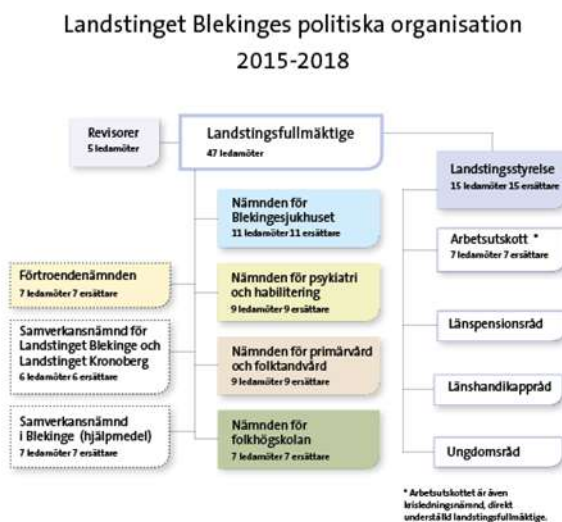 Landstinget Blekinges politiska organisation
2015-2018
Revisorer
5 ledamöter
Landstingsfullmäktige
47 ledamöter
Landstingsstyrelse
15 ledamöter 15 ersättare
Nämnden för
Blekingesjukhuset
11 ledamöter 11 ersättare
Arbetsutskott *
7 ledamöter 7 ersättare
Förtroendenämnden
7 ledamöter 7 ersättare
Nämnden för psykiatri
och habilitering
9 ledamöter 9 ersättare
Samverkansnämnd för
Landstinget Blekinge och
Landstinget Kronoberg
6 ledamöter 6 ersättare
Länspensionsråd
Nämnden för primärvård
och folktandvård
9 ledamöter 9 ersättare
Länshandikappråd
Samverkansnämnd
i Blekinge (hjälpmedel)
7 ledamöter 7 ersättare
Nämnden för
folkhögskolan
7 ledamöter 7 ersättare
Ungdomsråd
* Arbetsutskottet är även
krisledningsnämnd, direkt
underställd landstingsfullmäktige.